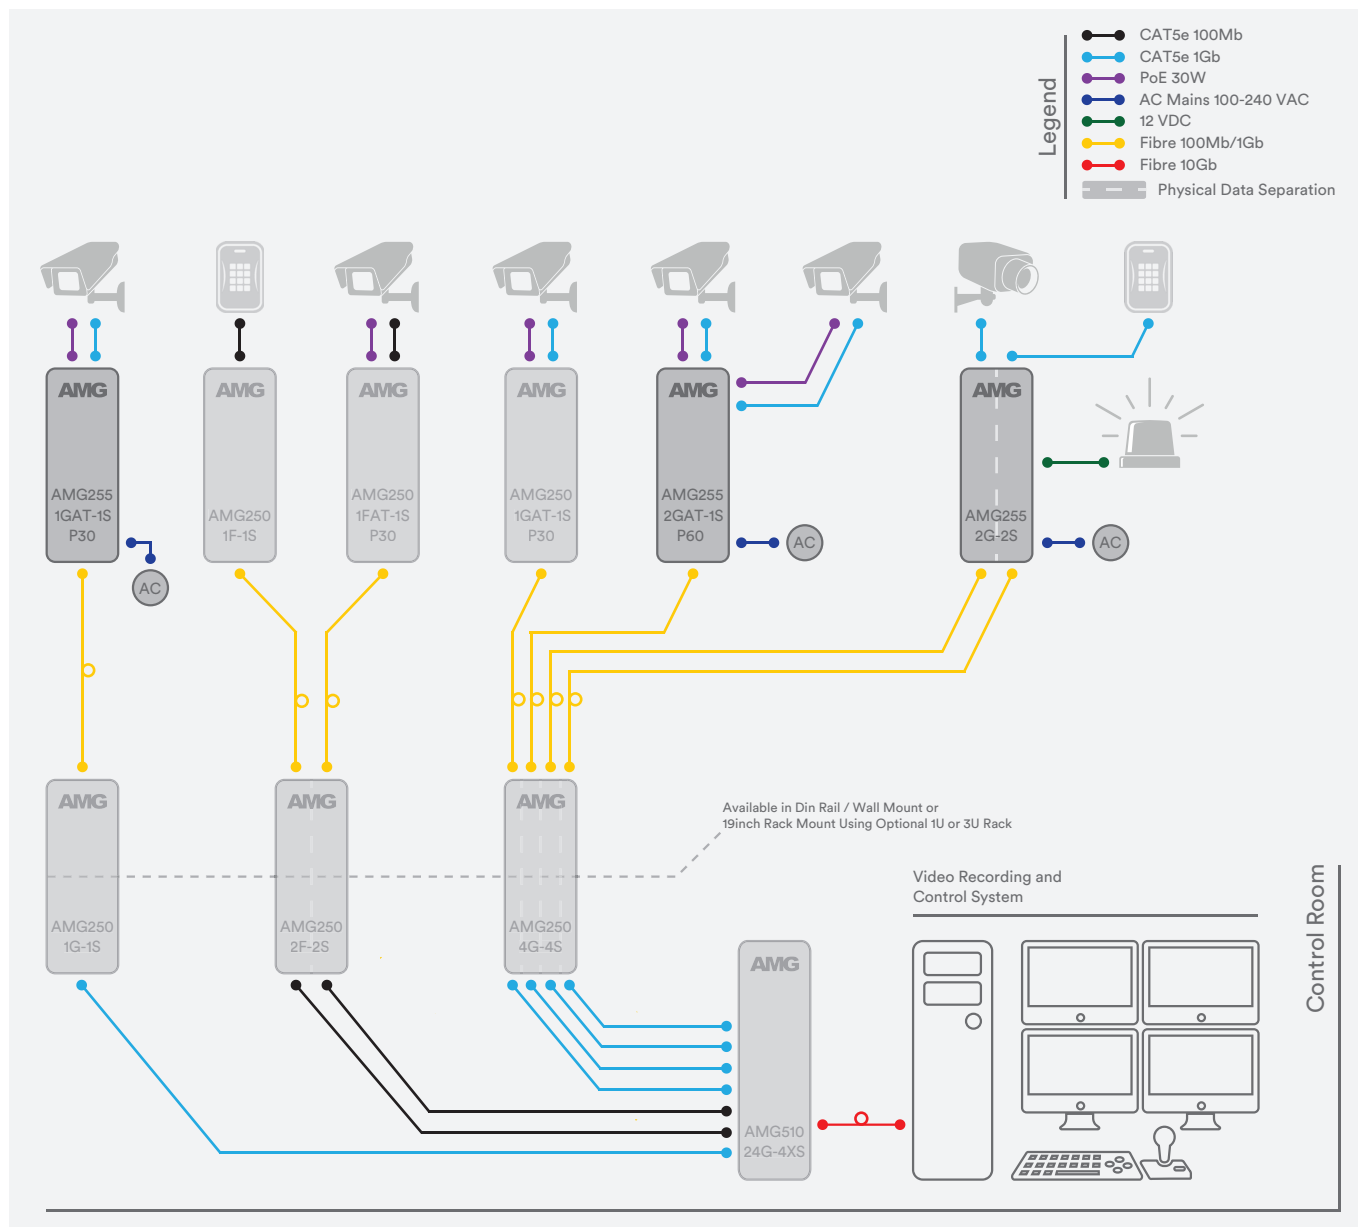 Legend
CAT5e 100Mb
CAT5e 1Gb
PoE 30W
AC Mains 100-240 VAC
12 VDC
Fibre 100Mb/1Gb
Fibre 10Gb
Physical Data Separation
AMG
AMG255
1GAT-1S
P30
AC
AMG
AMG250
1F-1S
AMG
AMG250
1FAT-1S
P30
AMG
AMG250
1GAT-1S
P30
AMG
AMG255
2GAT-1S
P60
AC
AMG
AMG255
2G-2S
AC
AMG
AMG250
1G-1S
AMG
AMG250
2F-2S
AMG
AMG250
4G-4S
Available in Din Rail / Wall Mount or
19inch Rack Mount Using Optional 1U or 3U Rack
AMG
AMG510
24G-4XS
Video Recording and
Control System
Control Room